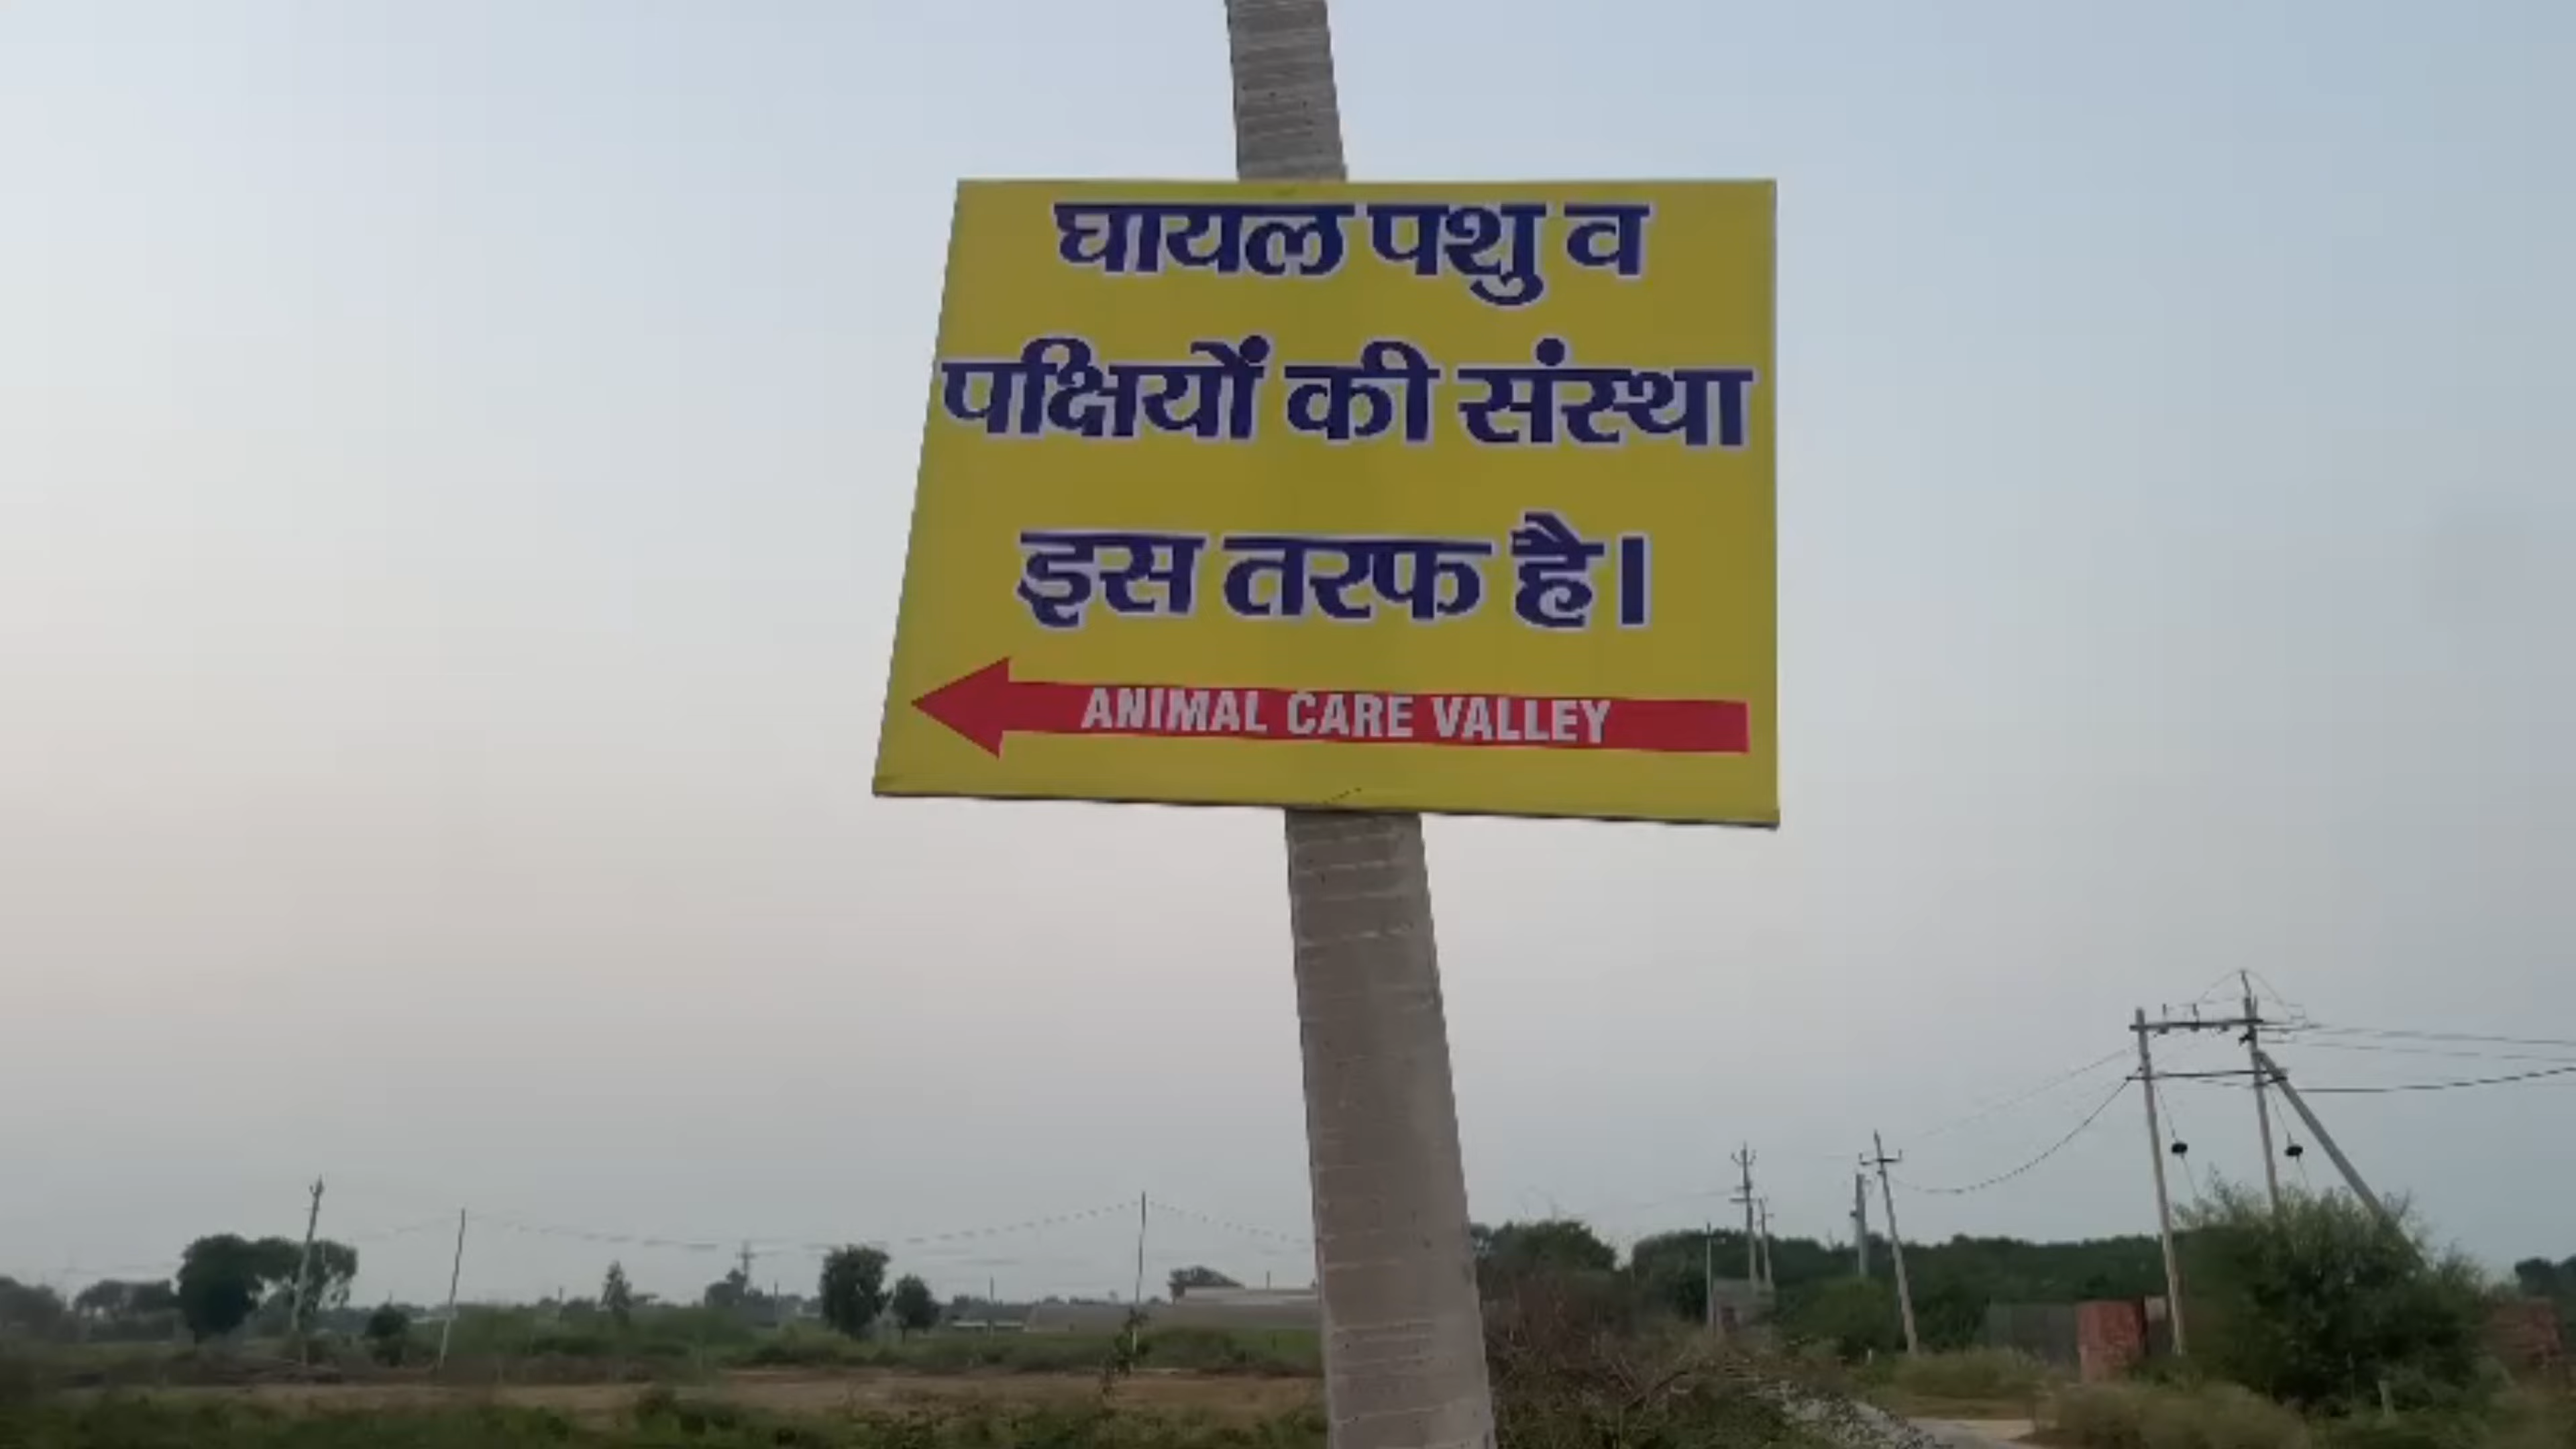 घायल पशु व
पक्षियों की संस्था
इस तरफ है।
ANIMAL CARE VALLEY